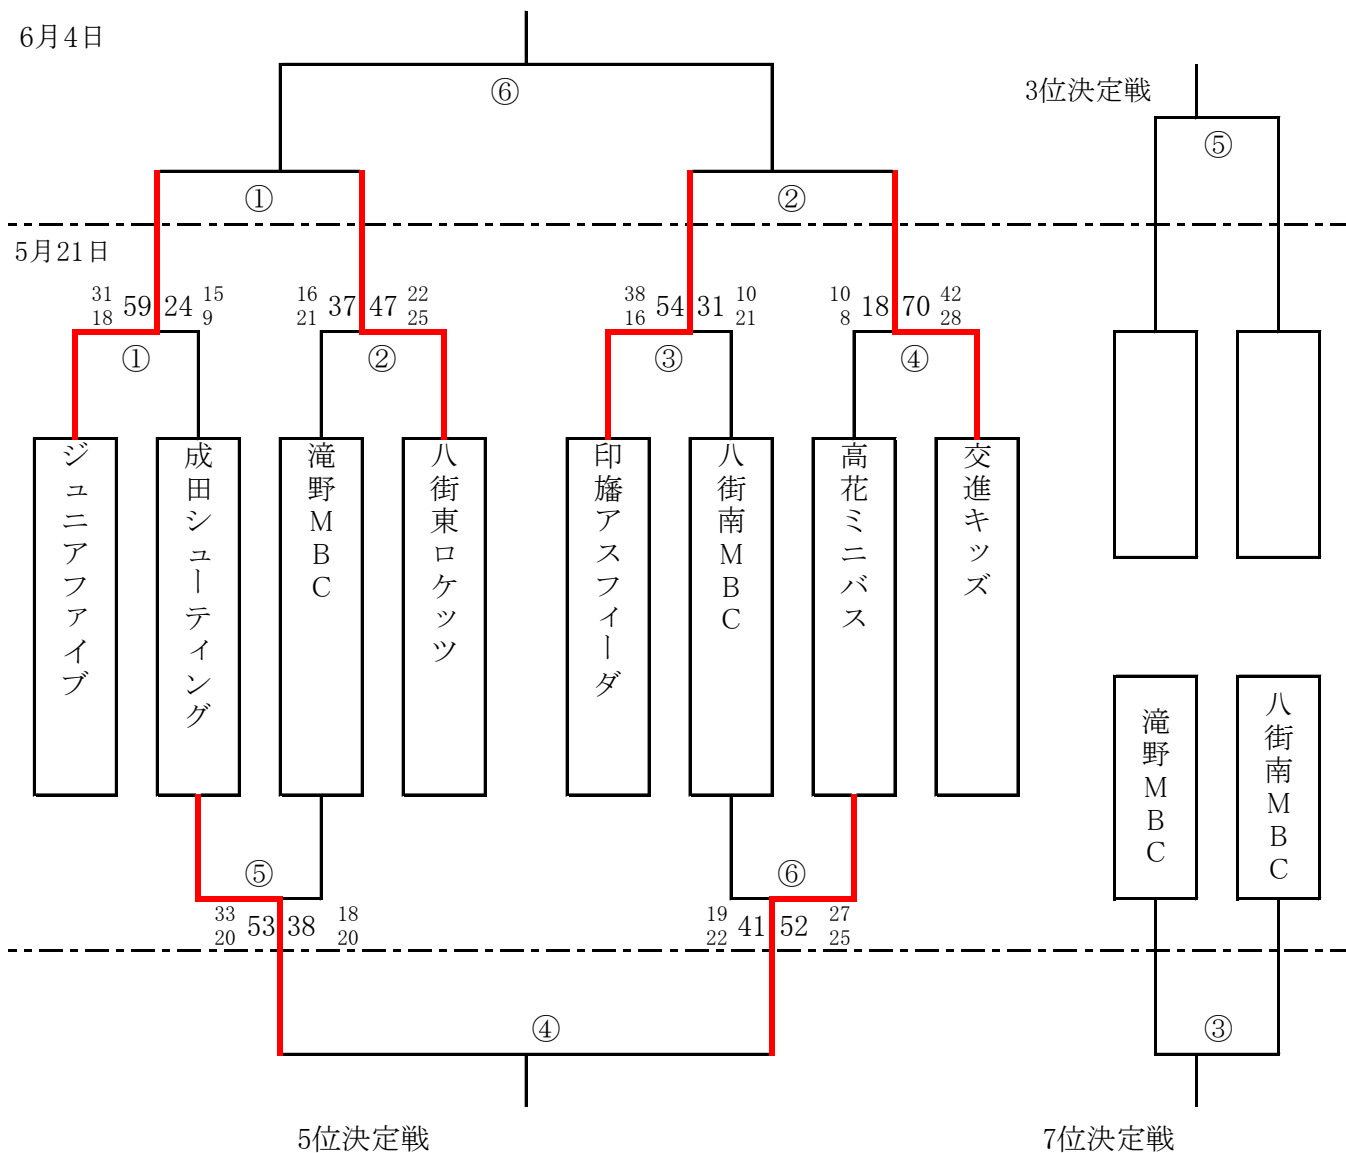 6月4日
⑥
3位決定戦
⑤
①
②
5月21日
31 59 24 15
18 9
16 37 47 22
21 25
38 54 31 10
16 21
10 18 70 42
8 28
①
②
③
④
ジュニアファイブ
成田シューティング
滝野MBC
八街東ロケッツ
印旛アスフィーダ
八街南MBC
高花ミニバス
交進キッズ
滝野MBC
八街南MBC
⑤
⑥
33 53 38 18
20 20
19 41 52 27
22 25
④
③
5位決定戦
7位決定戦